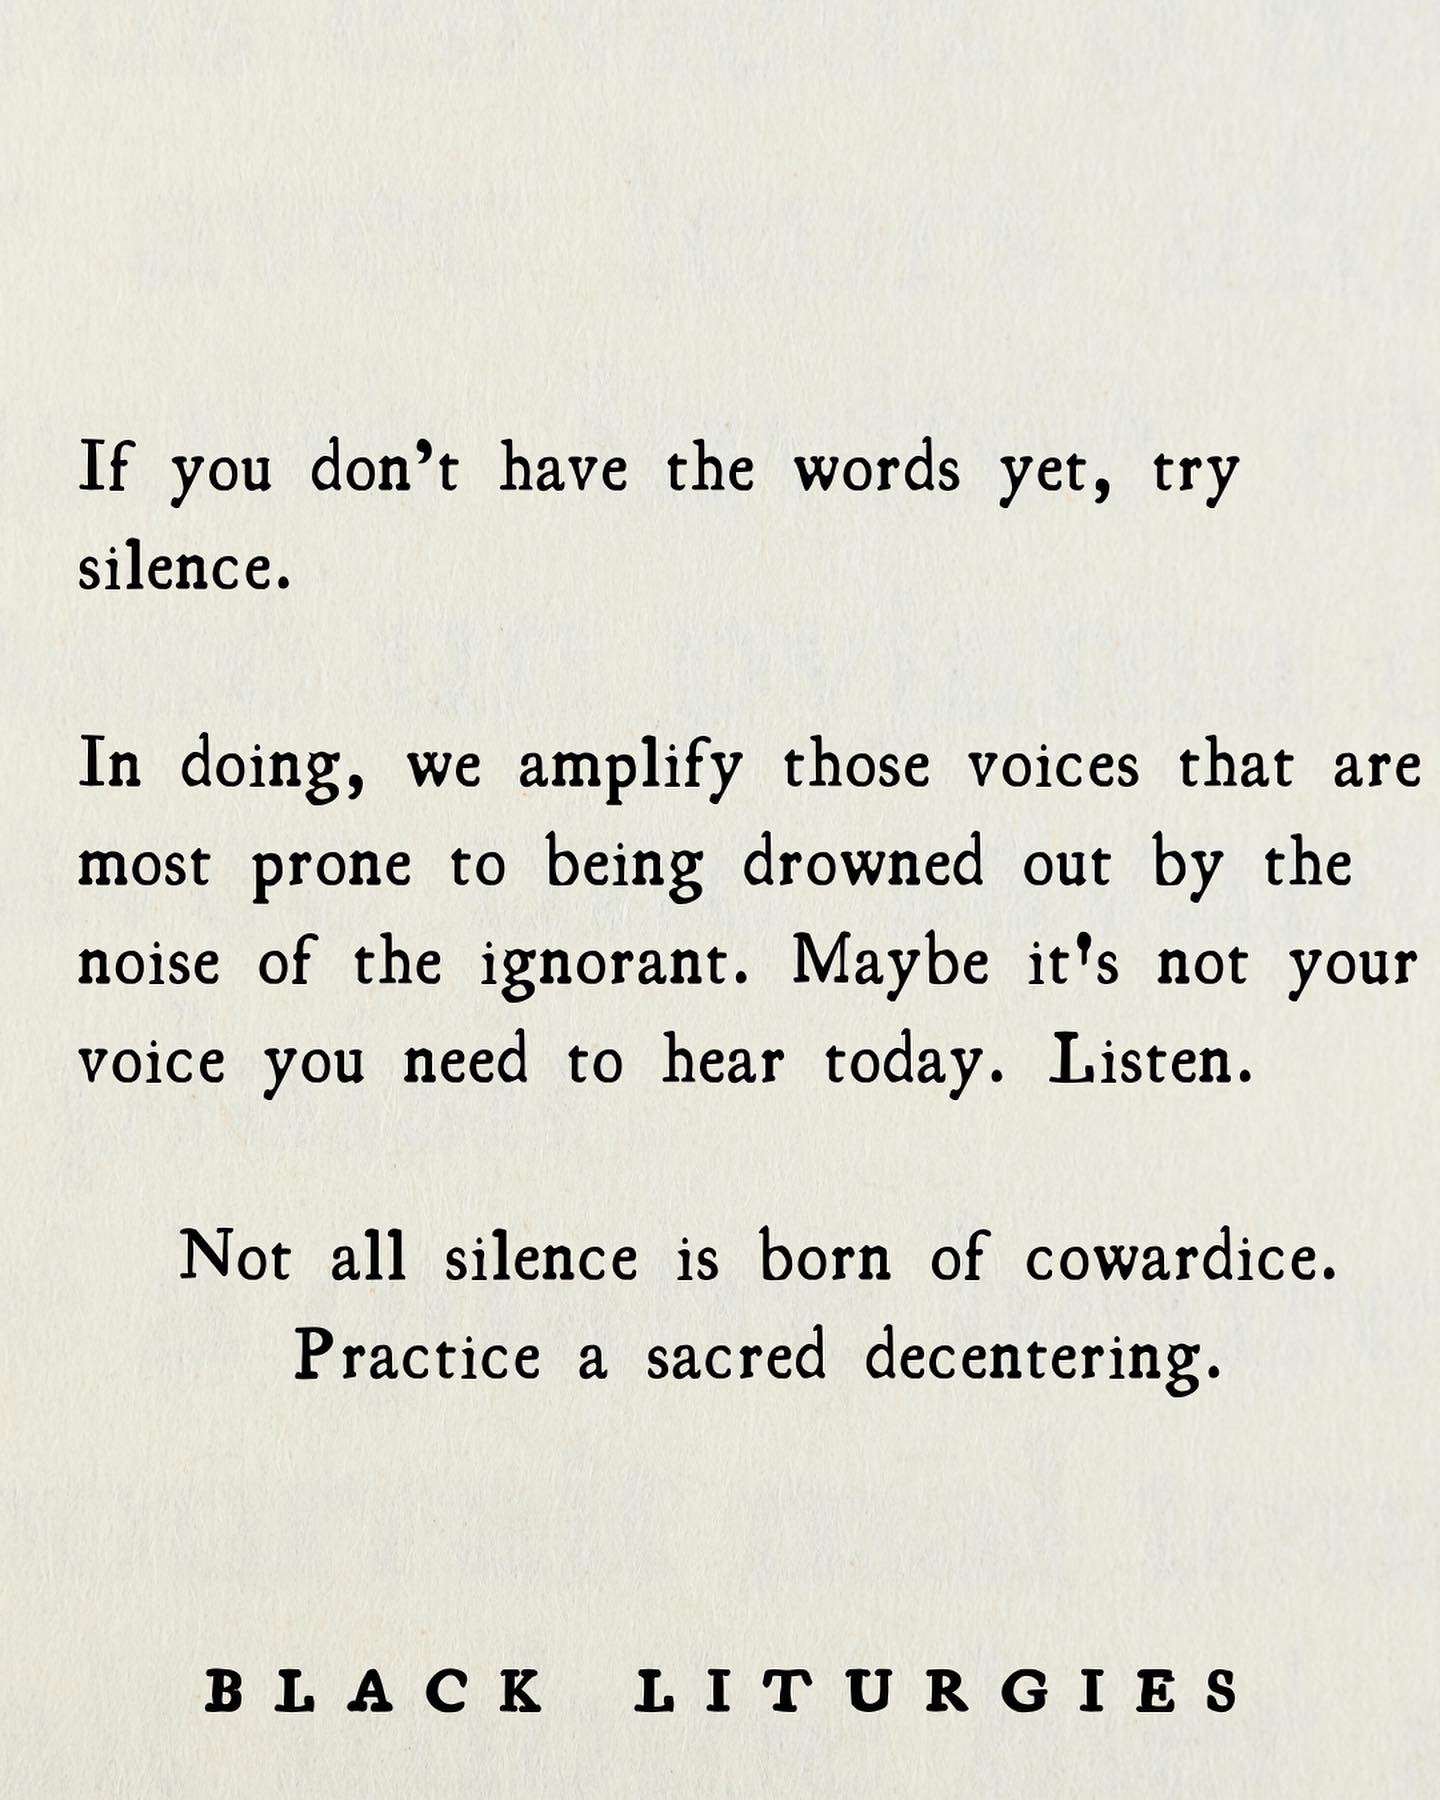 If you don’t have the words yet, try
silence.
In doing, we amplify those voices that are
most prone to being drowned out by the
noise of the ignorant. Maybe it's not your
voice you need to hear today. Listen.
Not all silence is born of cowardice.
Practice a sacred decentering.
BLACK LITURGIES